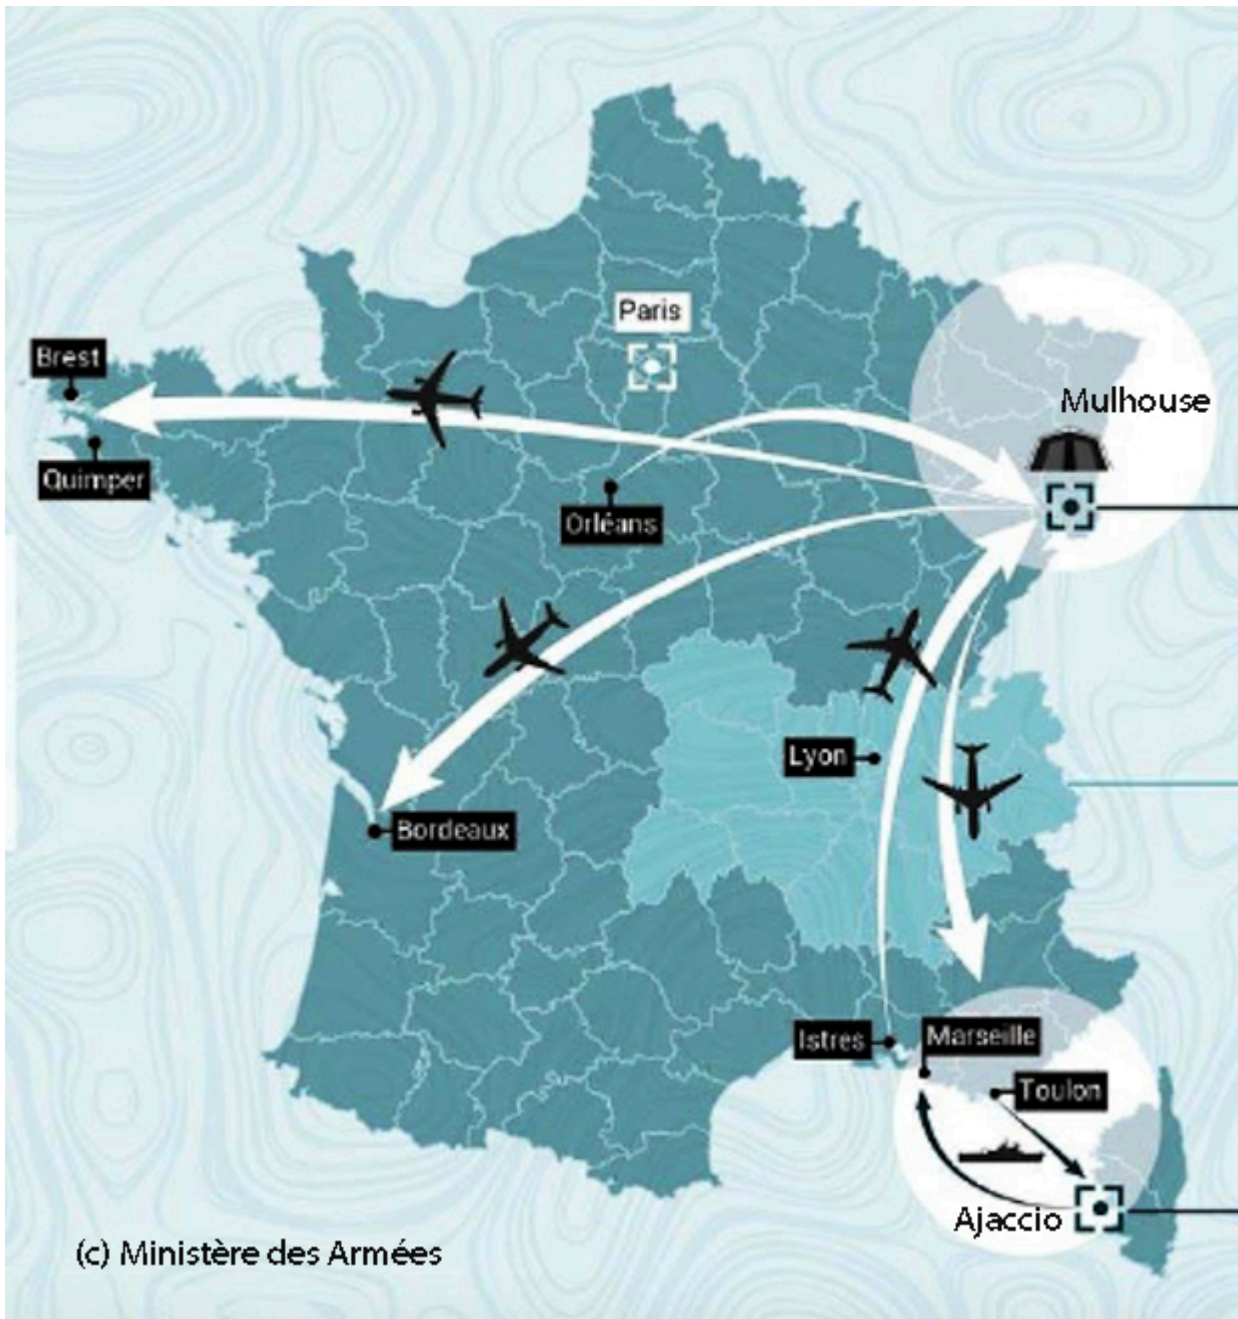 Paris
Brest
Mulhouse
Quimper
Orléans
Lyon
Bordeaux
Istres
Marseille
Toulon
Ajaccio
(c) Ministère des Armées